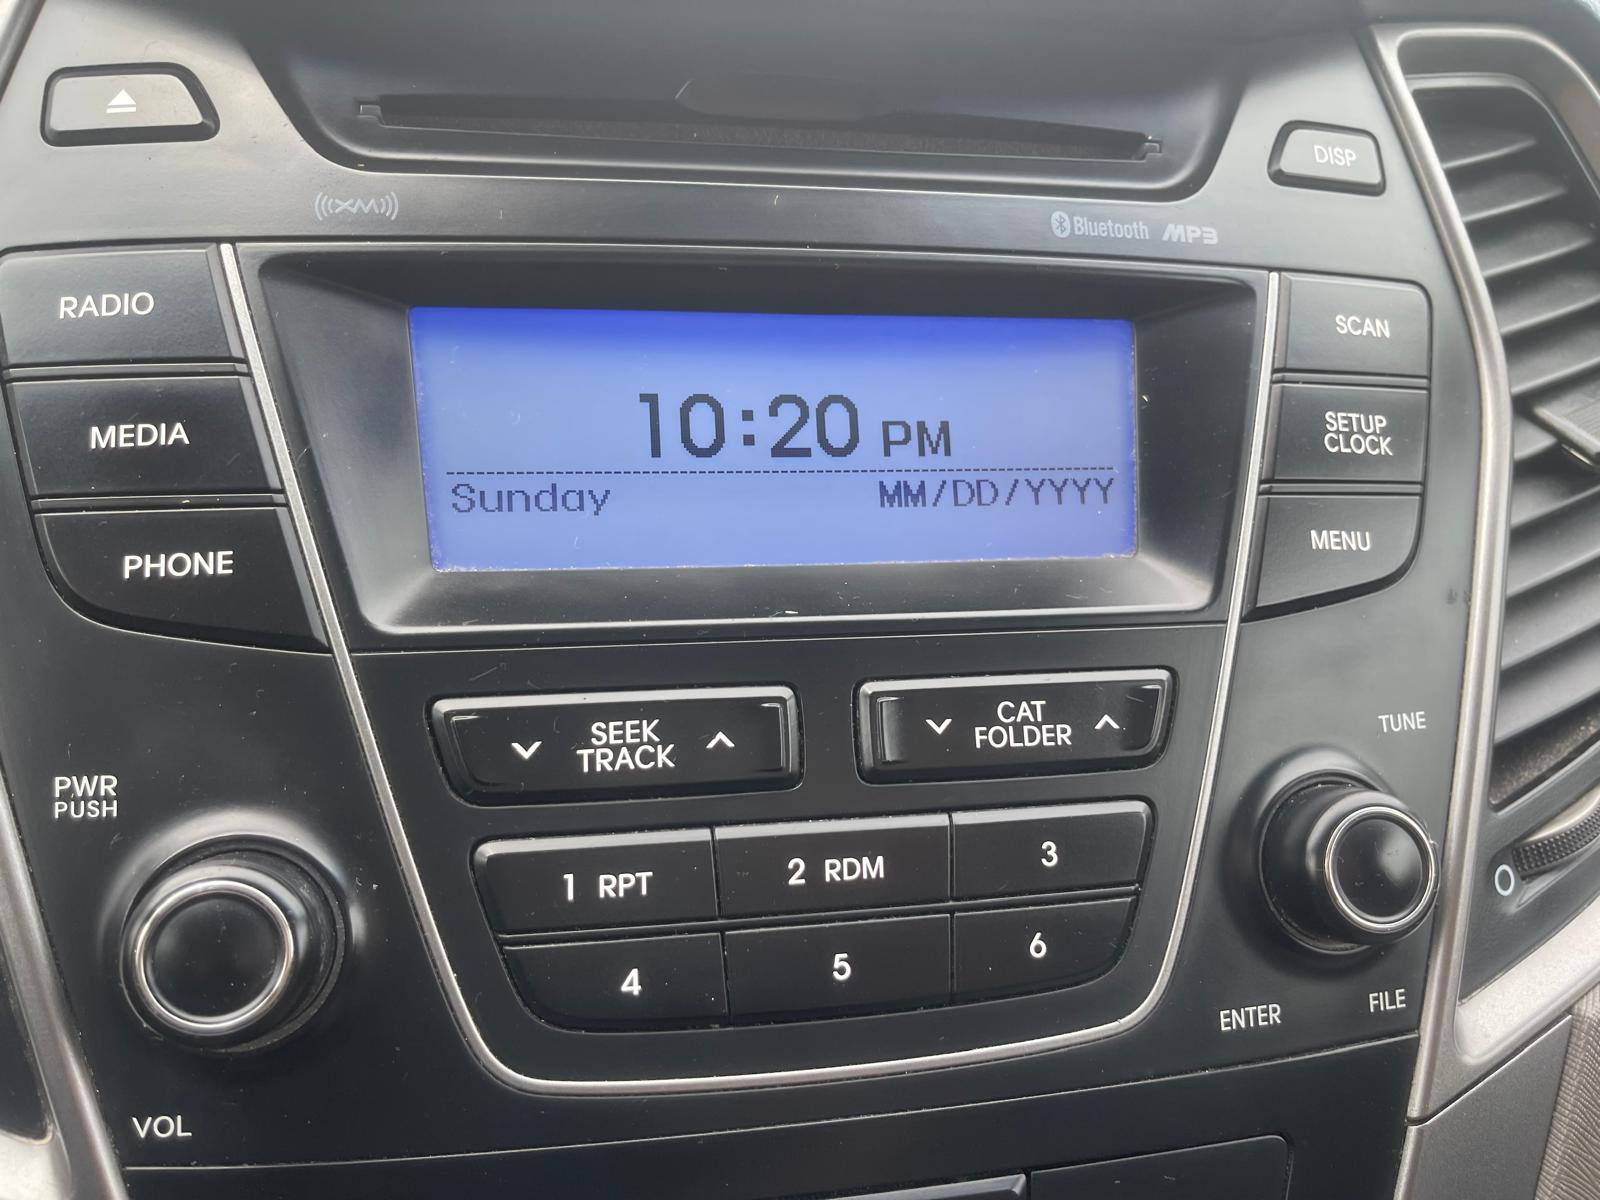 DISP
((XM))
Bluetooth MP3
RADIO
MEDIA
PHONE
10:20 PM
Sunday MM/DD/YYYY
SCAN
SETUP
CLOCK
MENU
SEEK
TRACK
CAT
FOLDER
TUNE
PWR
PUSH
1 RPT
2 RDM
3
4
5
6
VOL
ENTER
FILE